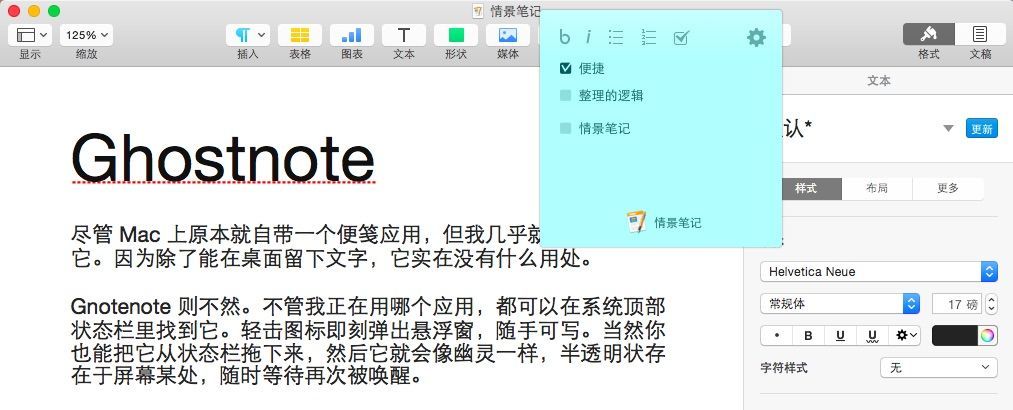 情景笔记
125%
显示
缩放
插入
表格
图表
文本
形状
媒体
格式
文稿
便捷
整理的逻辑
情景笔记
情景笔记
文本
认*
更新
样式
布局
更多
Helvetica Neue
常规体
17 磅
B
U
U
字符样式
无
Ghostnote
尽管 Mac 上原本就自带一个便笺应用，但我几乎
它。因为除了能在桌面留下文字，它实在没有什么用处。
Gnotenote 则不然。不管我正在用哪个应用，都可以在系统顶部
状态栏里找到它。轻击图标即刻弹出悬浮窗，随手可写。当然你
也能把它从状态栏拖下来，然后它就会像幽灵一样，半透明状存
在于屏幕某处，随时等待再次被唤醒。